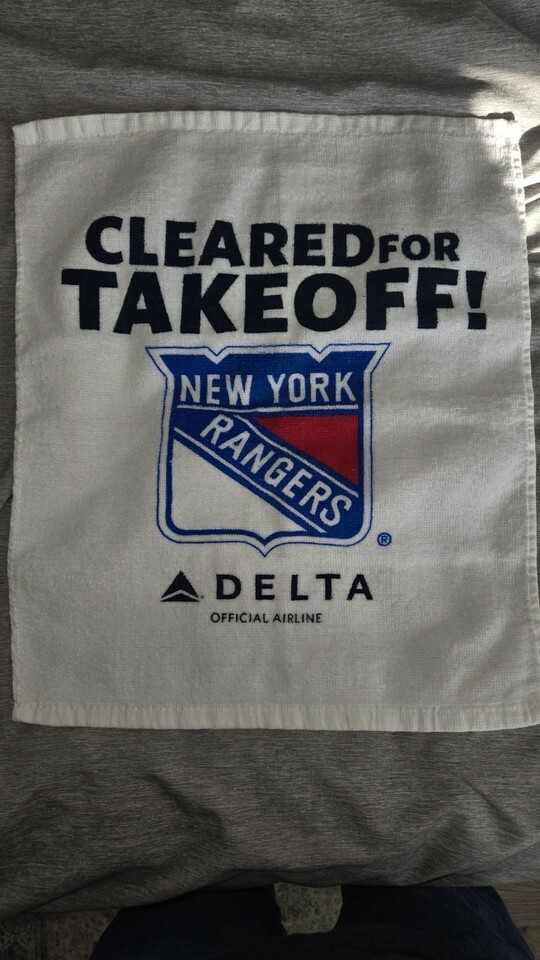 CLEARED FOR
TAKEOFF!
NEW YORK
RANGERS
®
DELTA
OFFICIAL AIRLINE